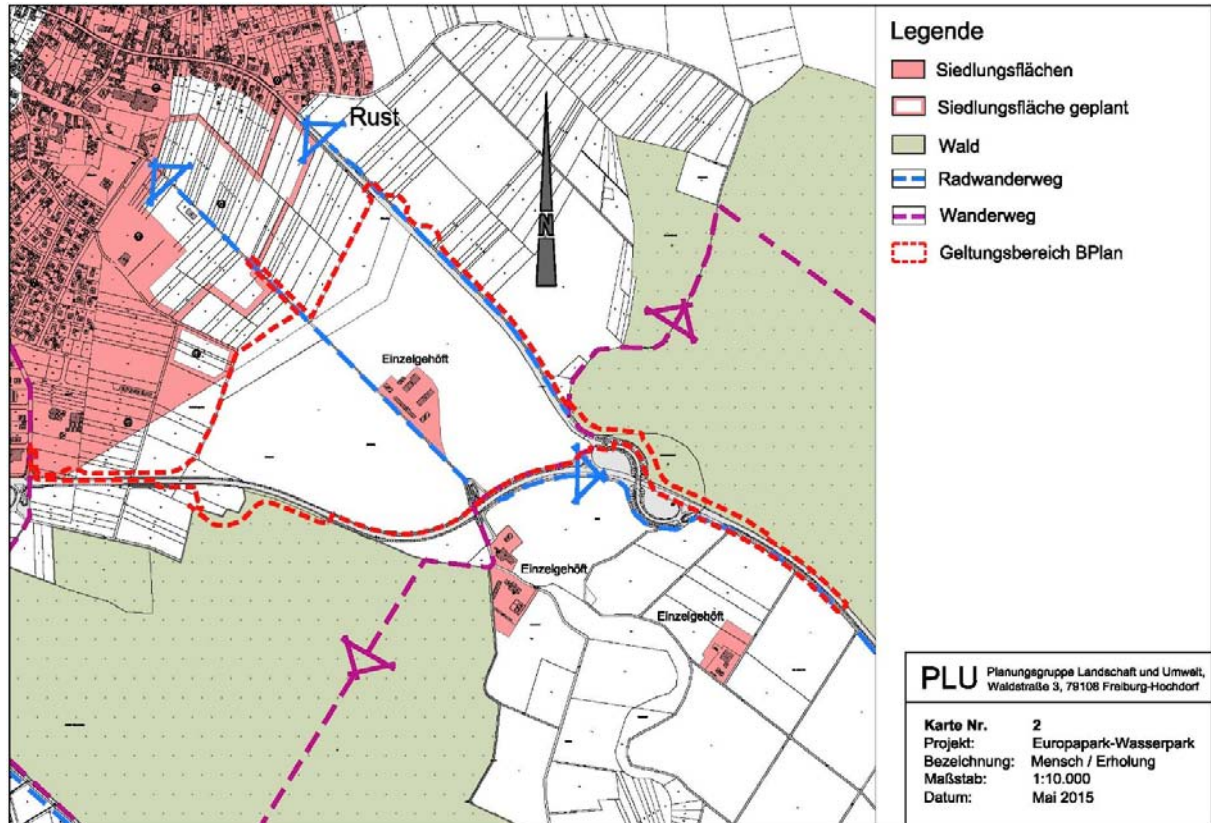 Rust
N
Einzelgehöft
Einzelgehöft
Einzelgehöft
Legende
Siedlungsflächen
Siedlungsfläche geplant
Wald
Radwanderweg
Wanderweg
Geltungsbereich BPlan
PLU Planungsgruppe Landschaft und Umwelt,
Waldstraße 3, 79108 Freiburg-Hochdorf
Karte Nr. 2
Projekt: Europapark-Wasserpark
Bezeichnung: Mensch / Erholung
Maßstab: 1:10.000
Datum: Mai 2015